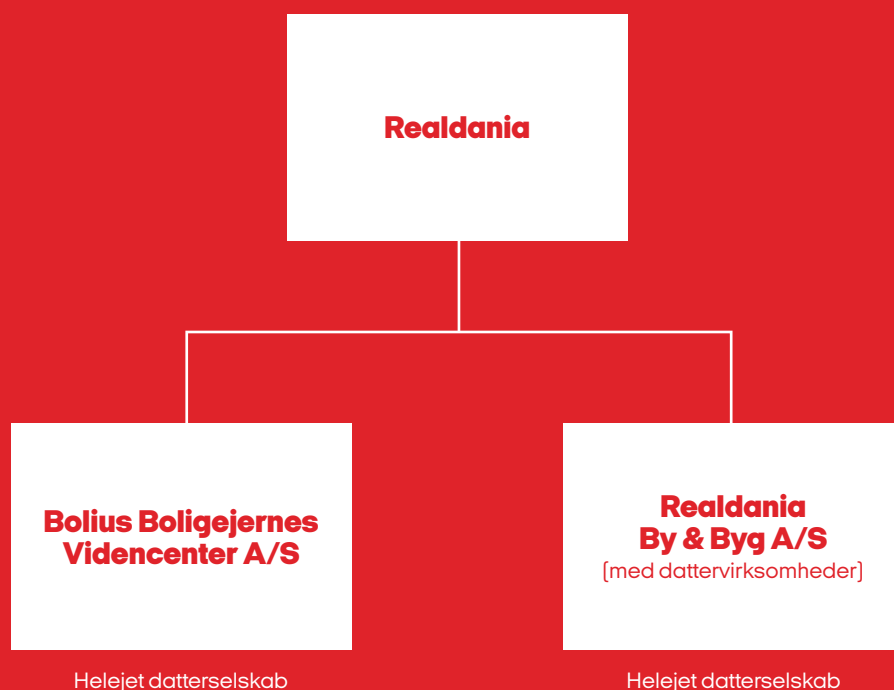 Realdania
Bolius Boligejernes
Videncenter A/S
Helejet datterselskab
Realdania
By & Byg A/S
(med dattervirksomheder)
Helejet datterselskab